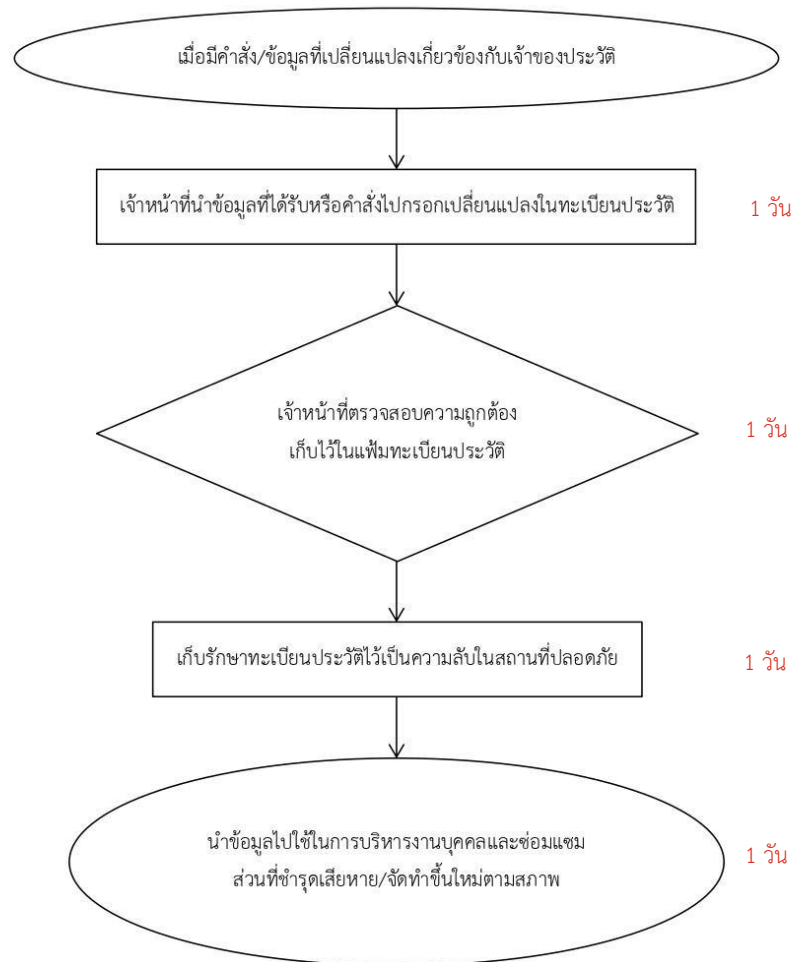 เมื่อมีคำสั่ง/ข้อมูลที่เปลี่ยนแปลงเกี่ยวข้องกับเจ้าของประวัติ
เจ้าหน้าที่นำข้อมูลที่ได้รับหรือคำสั่งไปกรอกเปลี่ยนแปลงในทะเบียนประวัติ
1 วัน
เจ้าหน้าที่ตรวจสอบความถูกต้อง
เก็บไว้ในแฟ้มทะเบียนประวัติ
1 วัน
เก็บรักษาทะเบียนประวัติไว้เป็นความลับในสถานที่ปลอดภัย
1 วัน
นำข้อมูลไปใช้ในการบริหารงานบุคคลและซ่อมแซม
ส่วนที่ชำรุดเสียหาย/จัดทำขึ้นใหม่ตามสภาพ
1 วัน